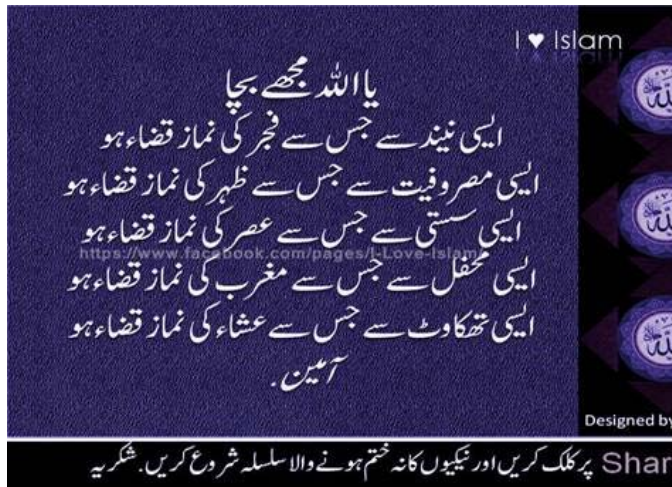 I ♥ Islam
یا اللہ مجھے بچا
ایسی نیند سے جس سے فجر کی نماز قضاء ہو
ایسی مصروفیت سے جس سے ظہر کی نماز قضاء ہو
ایسی سستی سے جس سے عصر کی نماز قضاء ہو
https://www.facebook.com/pages/I-Love-Islam
ایسی محفل سے جس سے مغرب کی نماز قضاء ہو
ایسی تھکاوٹ سے جس سے عشاء کی نماز قضاء ہو
آمین.
Designed by
Shar پر کلک کریں اور نیکیوں کا نہ ختم ہونے والا سلسلہ شروع کریں. شکریہ